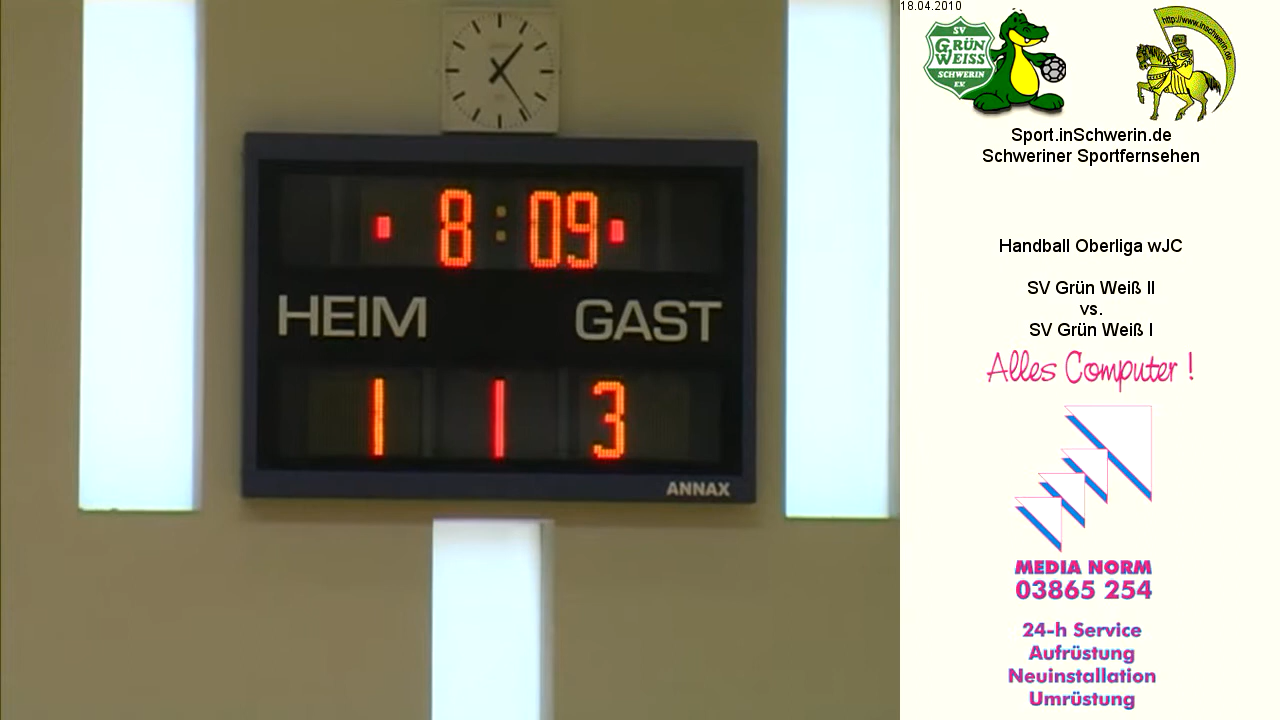 8:09
HEIM GAST
1 1 3
ANNAX
18.04.2010
SV
GRÜN
WEISS
SCHWERIN
E.V.
http://www.inschwerin.de
Sport.inSchwerin.de
Schweriner Sportfernsehen
Handball Oberliga wJC
SV Grün Weiß II
vs.
SV Grün Weiß I
Alles Computer !
MEDIA NORM
03865 254
24-h Service
Aufrüstung
Neuinstallation
Umrüstung